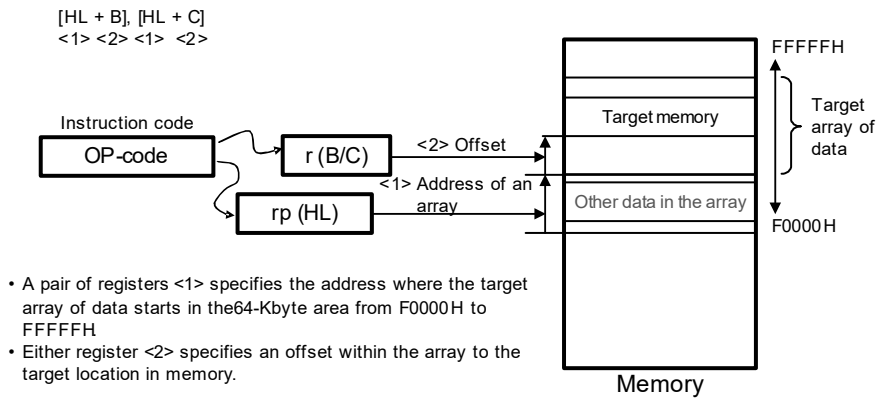 [HL + B], [HL + C]
<1> <2> <1> <2>
FFFFFH
Target memory
Target
array of
data
Instruction code
OP-code
r (B/C)
<2> Offset
<1> Address of an
array
rp (HL)
Other data in the array
F0000H
• A pair of registers <1> specifies the address where the target
array of data starts in the64-Kbyte area from F0000H to
FFFFFH.
• Either register <2> specifies an offset within the array to the
target location in memory.
Memory